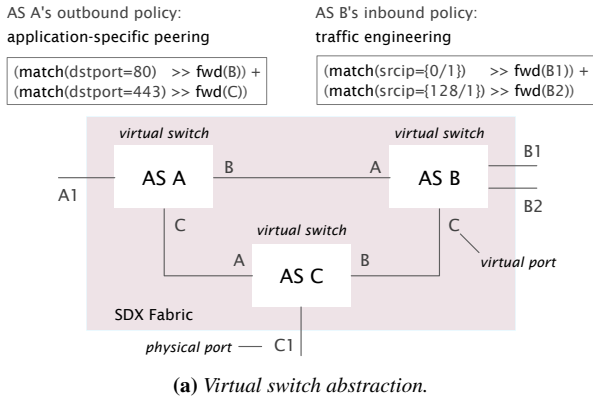 AS A's outbound policy:
application-specific peering
(match(dstport=80) >> fwd(B)) +
(match(dstport=443) >> fwd(C))
AS B's inbound policy:
traffic engineering
(match(srcip={0/1}) >> fwd(B1)) +
(match(srcip={128/1}) >> fwd(B2))
virtual switch
virtual switch
A1
AS A
B
A
AS B
B1
B2
C
virtual switch
C
virtual port
A
AS C
B
SDX Fabric
physical port
C1
(a) Virtual switch abstraction.